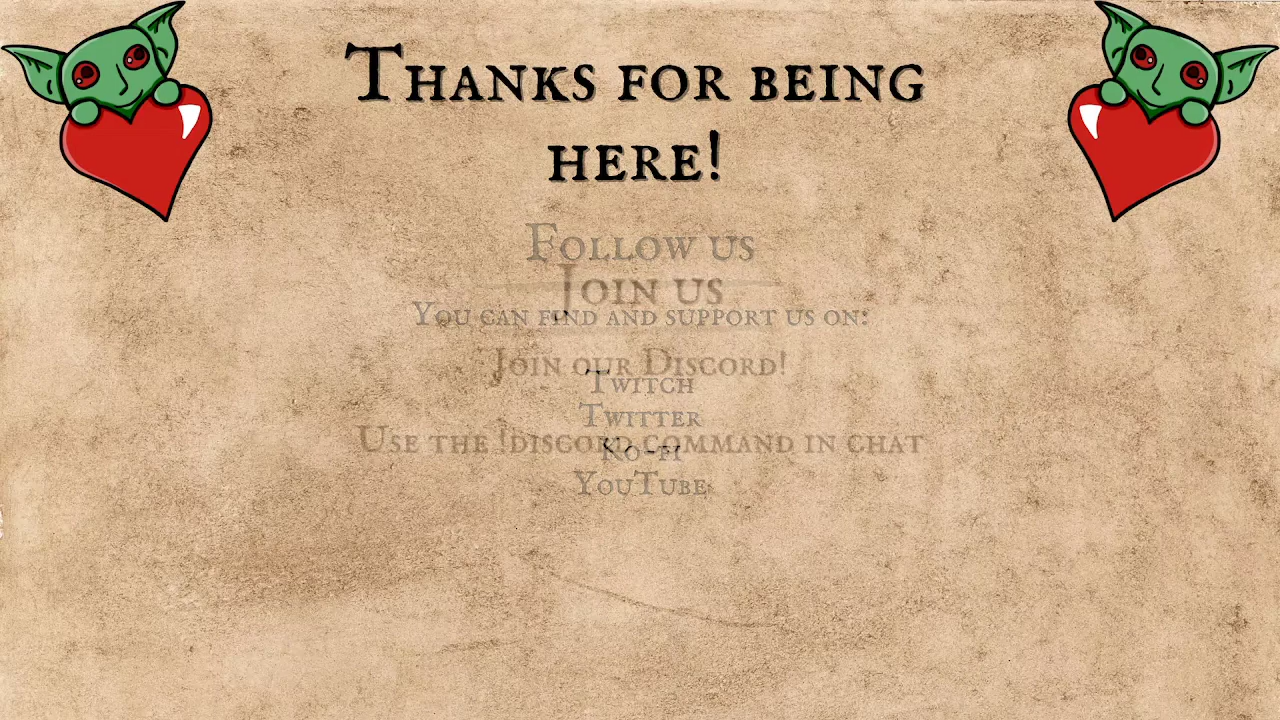 Thanks for being
here!
Follow us
Join us
You can find and support us on:
Join our Discord!
Twitch
Twitter
Use the !discord command in chat
Ko-fi
YouTube